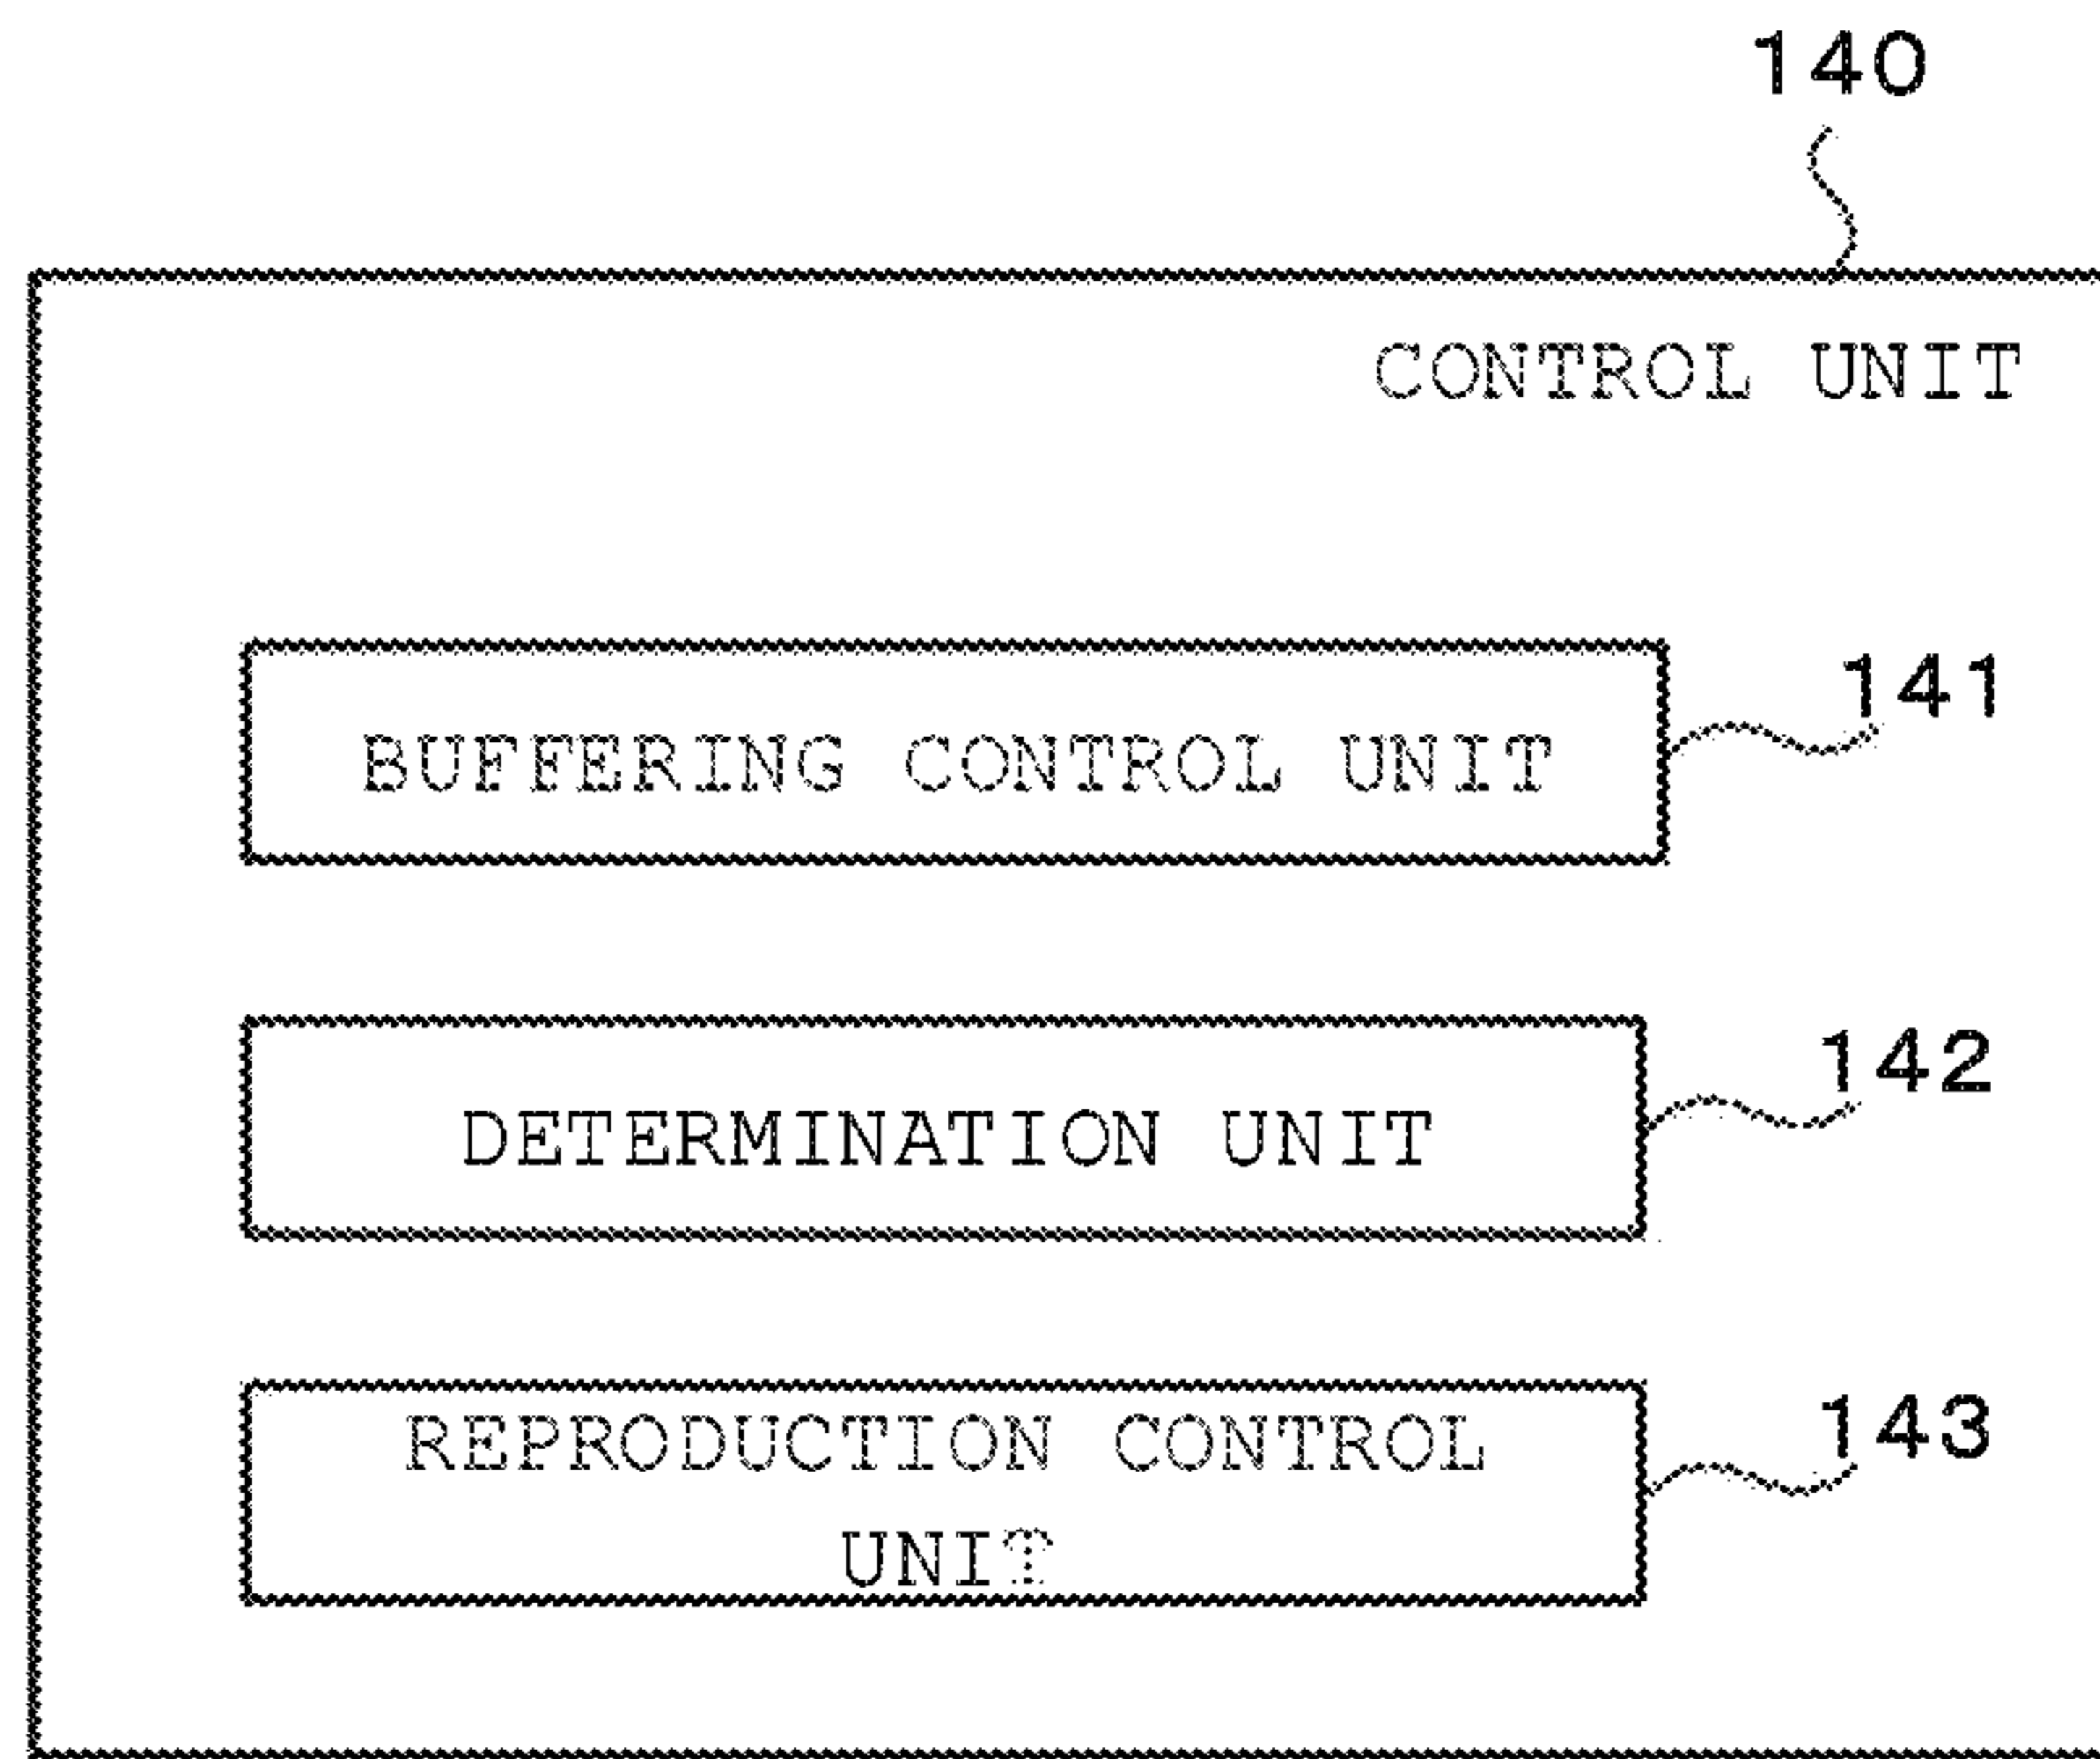 140
CONTROL UNIT
BUFFERING CONTROL UNIT
141
DETERMINATION UNIT
142
REPRODUCTION CONTROL
UNIT
143